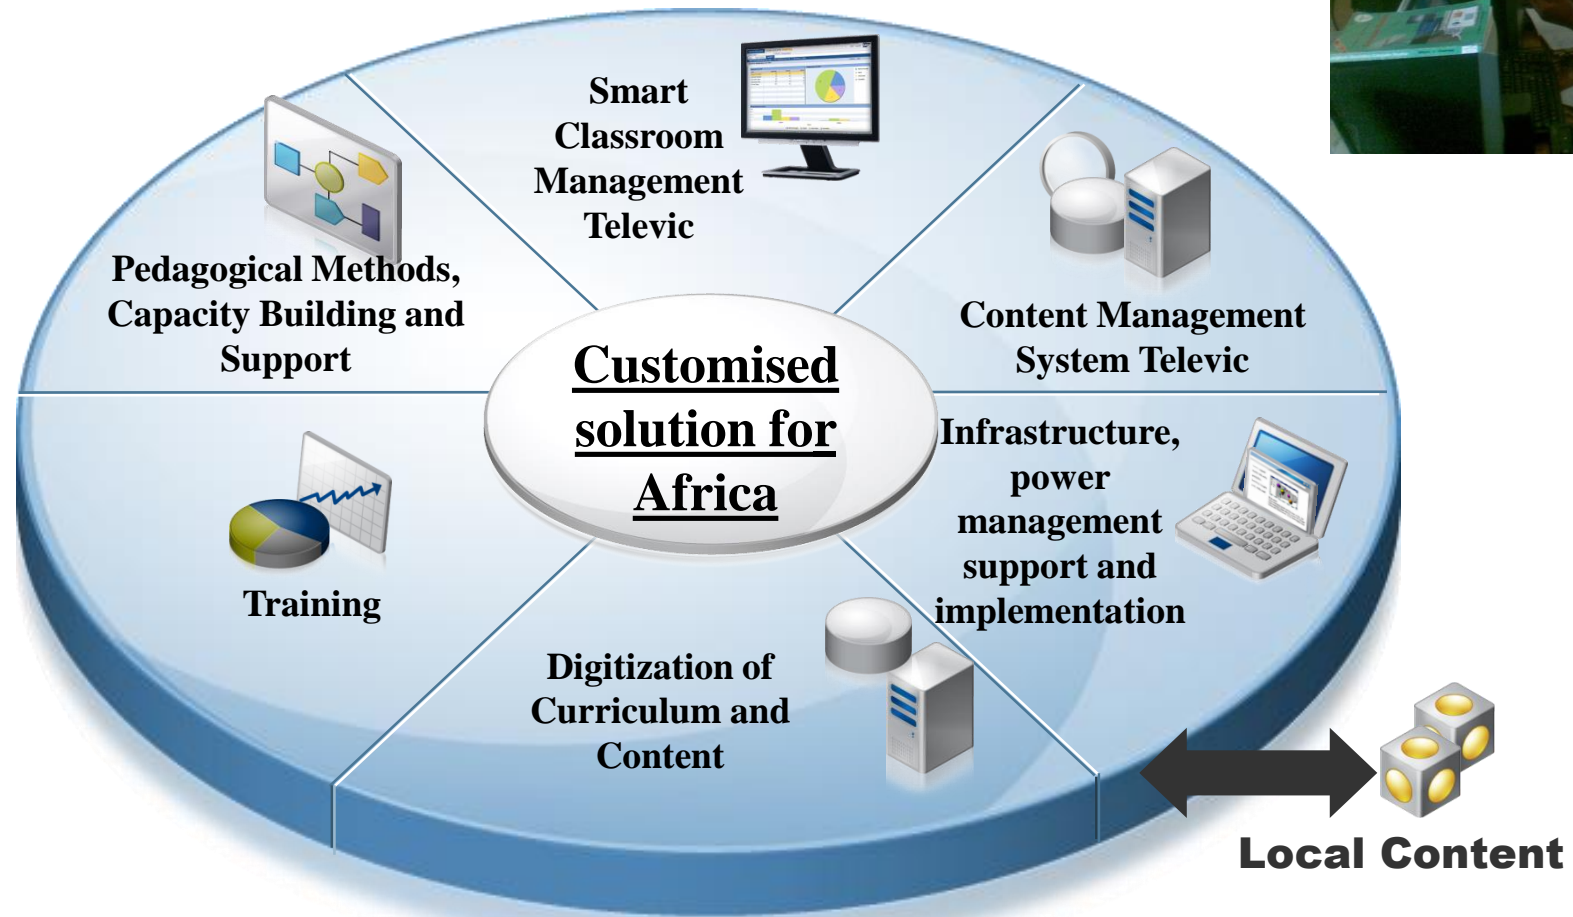 Smart
Classroom
Management
Televic
Pedagogical Methods,
Capacity Building and
Support
Content Management
System Televic
Customised
solution for
Africa
Infrastructure,
power
management
support and
implementation
Training
Digitization of
Curriculum and
Content
Local Content